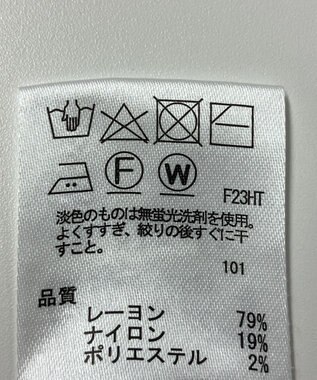 F W F23HT
淡色のものは無蛍光洗剤を使用。
よくすすぎ、絞りの後すぐに干
すこと。
101
品質
レーヨン 79%
ナイロン 19%
ポリエステル 2%